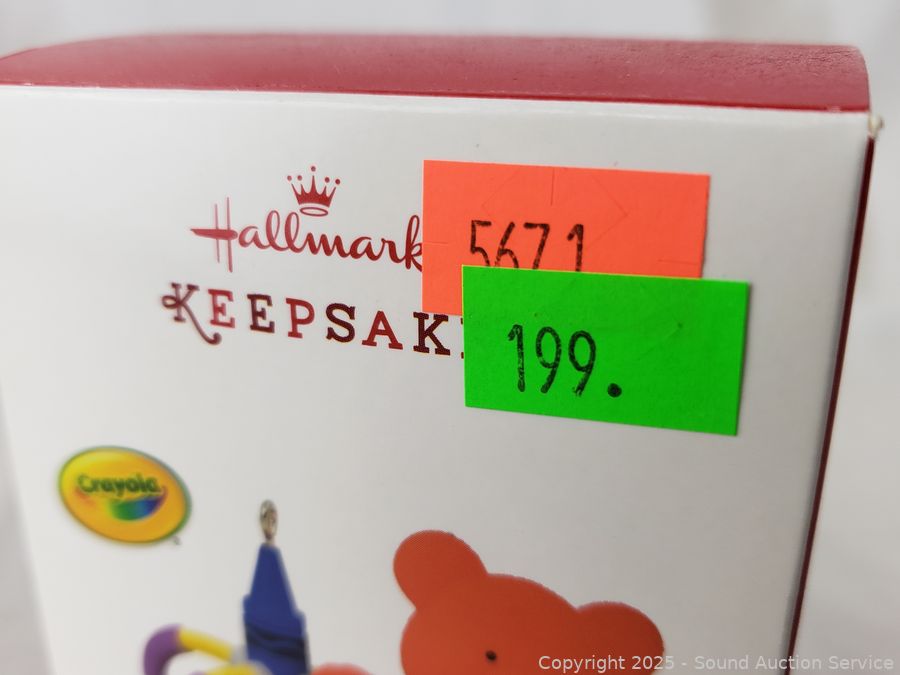 Hallmark
KEEPSAK
5671
199.
Crayola
Copyright 2025 - Sound Auction Service